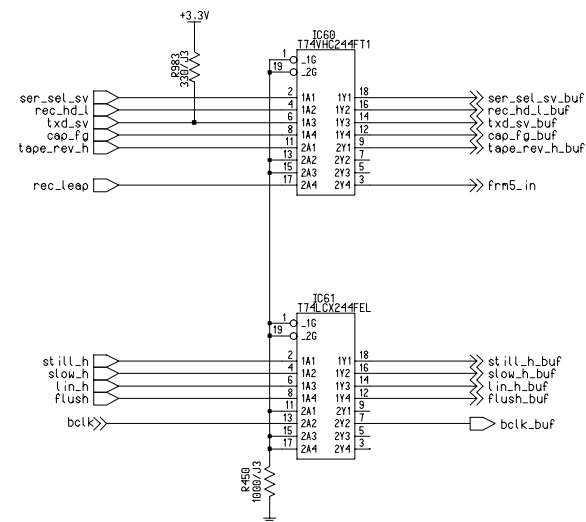 +3.3V
R983
330/J3
IC60
T74VHC244FT1
1 _1G
19 _2G
ser_sel_sv 2 1A1 1Y1 18 ser_sel_sv_buf
rec_hd_l 4 1A2 1Y2 16 rec_hd_l_buf
txd_sv 6 1A3 1Y3 14 txd_sv_buf
cap_fg 8 1A4 1Y4 12 cap_fg_buf
tape_rev_h 11 2A1 2Y1 9 tape_rev_h_buf
13 2A2 2Y2 7
15 2A3 2Y3 5
rec_leap 17 2A4 2Y4 3 frm5_in
IC61
T74LCX244FEL
1 _1G
19 _2G
still_h 2 1A1 1Y1 18 still_h_buf
slow_h 4 1A2 1Y2 16 slow_h_buf
lin_h 6 1A3 1Y3 14 lin_h_buf
flush 8 1A4 1Y4 12 flush_buf
11 2A1 2Y1 9
bclk 13 2A2 2Y2 7 bclk_buf
15 2A3 2Y3 5
17 2A4 2Y4 3
R450
1000/J3